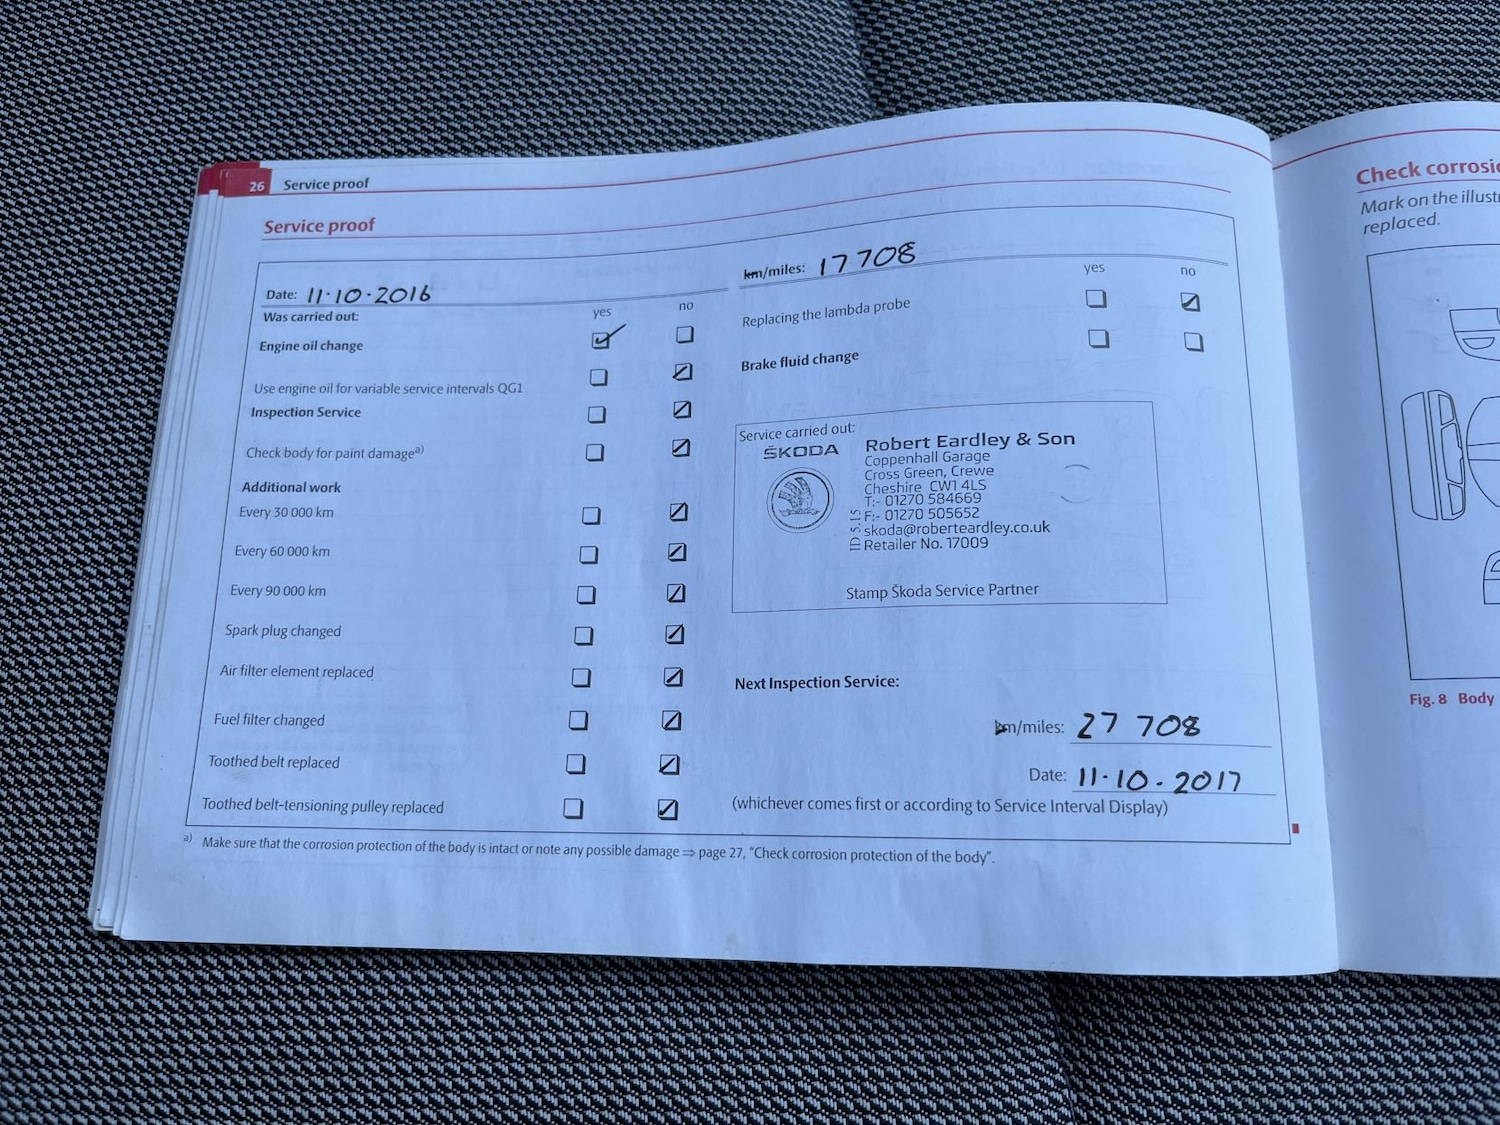 26 Service proof
Service proof
Date: 11·10·2016
Was carried out:
yes no
Engine oil change
Use engine oil for variable service intervals QG1
Inspection Service
Check body for paint damage a)
Additional work
Every 30 000 km
Every 60 000 km
Every 90 000 km
Spark plug changed
Air filter element replaced
Fuel filter changed
Toothed belt replaced
Toothed belt-tensioning pulley replaced
km/miles: 17708
yes no
Replacing the lambda probe
Brake fluid change
Service carried out:
ŠKODA
Robert Eardley & Son
Coppenhall Garage
Cross Green, Crewe
Cheshire CW1 4LS
T:- 01270 584669
F:- 01270 505652
skoda@roberteardley.co.uk
Retailer No. 17009
Stamp Škoda Service Partner
Next Inspection Service:
km/miles: 27 708
Date: 11·10·2017
(whichever comes first or according to Service Interval Display)
a) Make sure that the corrosion protection of the body is intact or note any possible damage ⇒ page 27, “Check corrosion protection of the body”.
Check corrosio
Mark on the illust
replaced.
Fig. 8 Body